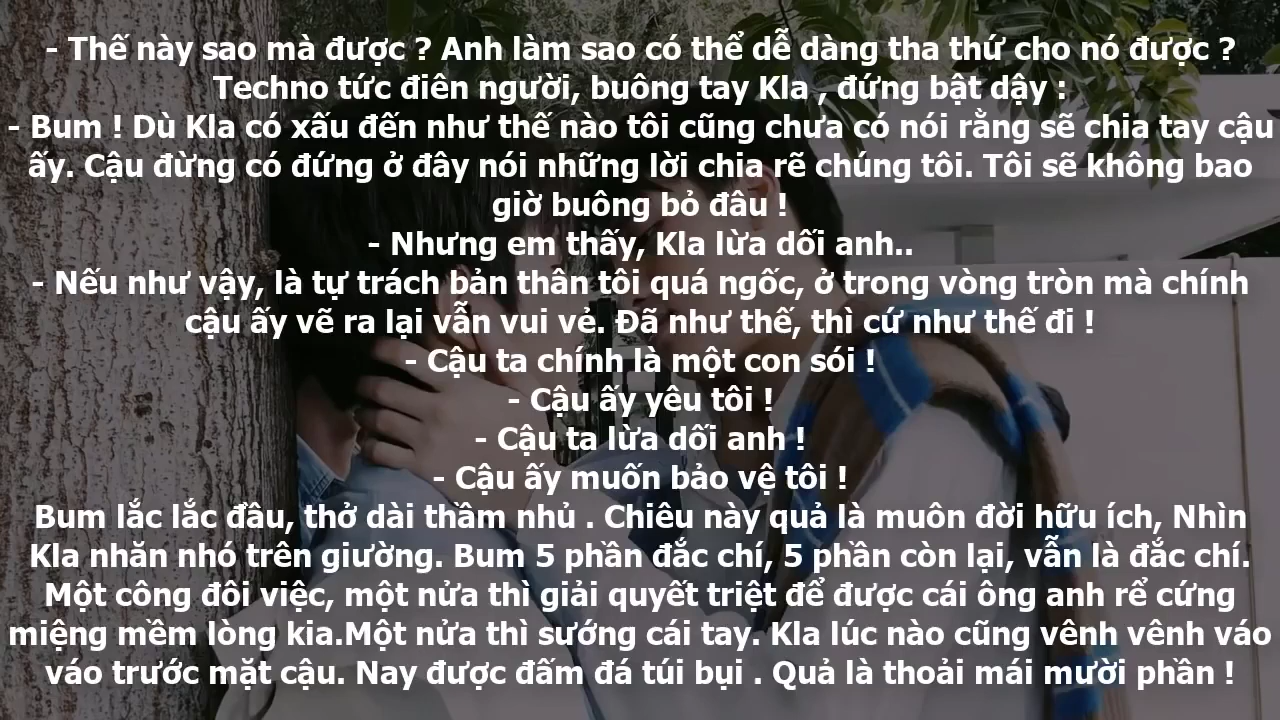 - Thế này sao mà được ? Anh làm sao có thể dễ dàng tha thứ cho nó được ?
Techno tức điên người, buông tay Kla , đứng bật dậy :
- Bum ! Dù Kla có xấu đến như thế nào tôi cũng chưa có nói rằng sẽ chia tay cậu
ấy. Cậu đừng có đứng ở đây nói những lời chia rẽ chúng tôi. Tôi sẽ không bao
giờ buông bỏ đâu !
- Nhưng em thấy, Kla lừa dối anh..
- Nếu như vậy, là tự trách bản thân tôi quá ngốc, ở trong vòng tròn mà chính
cậu ấy vẽ ra lại vẫn vui vẻ. Đã như thế, thì cứ như thế đi !
- Cậu ta chính là một con sói !
- Cậu ấy yêu tôi !
- Cậu ta lừa dối anh !
- Cậu ấy muốn bảo vệ tôi !
Bum lắc lắc đầu, thở dài thầm nhủ . Chiêu này quả là muôn đời hữu ích, Nhìn
Kla nhăn nhó trên giường. Bum 5 phần đắc chí, 5 phần còn lại, vẫn là đắc chí.
Một công đôi việc, một nửa thì giải quyết triệt để được cái ông anh rể cứng
miệng mềm lòng kia.Một nửa thì sướng cái tay. Kla lúc nào cũng vênh vênh váo
váo trước mặt cậu. Nay được đấm đá túi bụi . Quả là thoải mái mười phần !